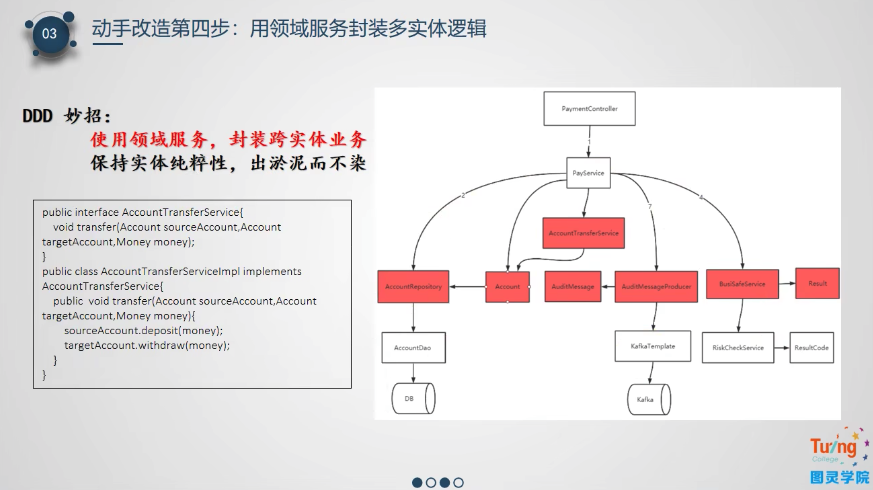 03
动手改造第四步：用领域服务封装多实体逻辑
DDD 妙招：
使用领域服务，封装跨实体业务
保持实体纯粹性，出淤泥而不染
public interface AccountTransferService{
void transfer(Account sourceAccount,Account
targetAccount,Money money);
}
public class AccountTransferServiceImpl implements
AccountTransferService{
public void transfer(Account sourceAccount,Account
targetAccount,Money money){
sourceAccount.deposit(money);
targetAccount.withdraw(money);
}
}
PaymentController
1
PayService
2
7
4
AccountTransferService
AccountRepository
Account
AuditMessage
AuditMessageProducer
BusiSafeService
Result
AccountDao
KafkaTemplate
RiskCheckService
ResultCode
DB
Kafka
Turing
College
图灵学院